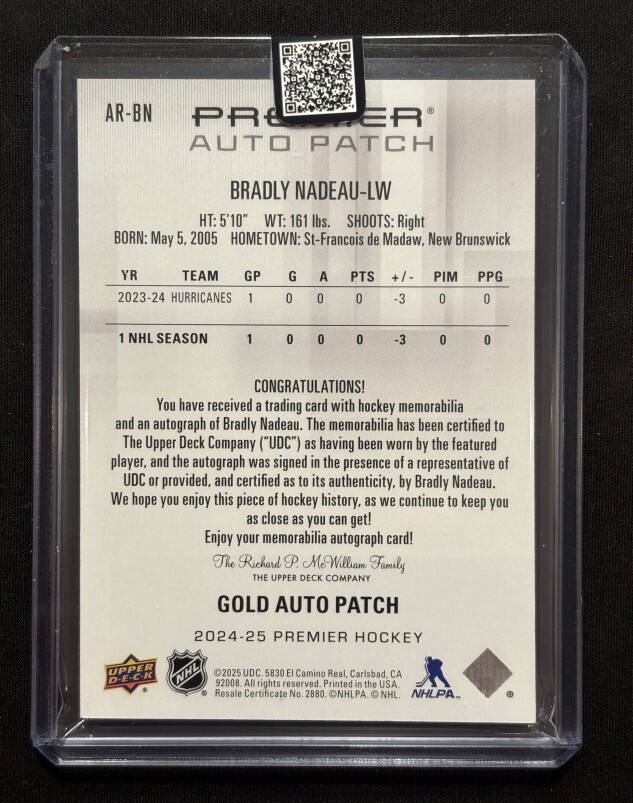 AR-BN
PREMIER®
AUTO PATCH
BRADLY NADEAU-LW
HT: 5'10" WT: 161 lbs. SHOOTS: Right
BORN: May 5, 2005 HOMETOWN: St-Francois de Madaw, New Brunswick
YR TEAM GP G A PTS +/- PIM PPG
2023-24 HURRICANES 1 0 0 0 -3 0 0
1 NHL SEASON 1 0 0 0 -3 0 0
CONGRATULATIONS!
You have received a trading card with hockey memorabilia
and an autograph of Bradly Nadeau. The memorabilia has been certified to
The Upper Deck Company ("UDC") as having been worn by the featured
player, and the autograph was signed in the presence of a representative of
UDC or provided, and certified as to its authenticity, by Bradly Nadeau.
We hope you enjoy this piece of hockey history, as we continue to keep you
as close as you can get!
Enjoy your memorabilia autograph card!
The Richard P. McWilliam Family
THE UPPER DECK COMPANY
GOLD AUTO PATCH
2024-25 PREMIER HOCKEY
UPPER DECK®
NHL®
©2025 UDC. 5830 El Camino Real, Carlsbad, CA
92008. All rights reserved. Printed in the USA.
Resale Certificate No. 2880. ©NHLPA. © NHL.
NHLPA™
®